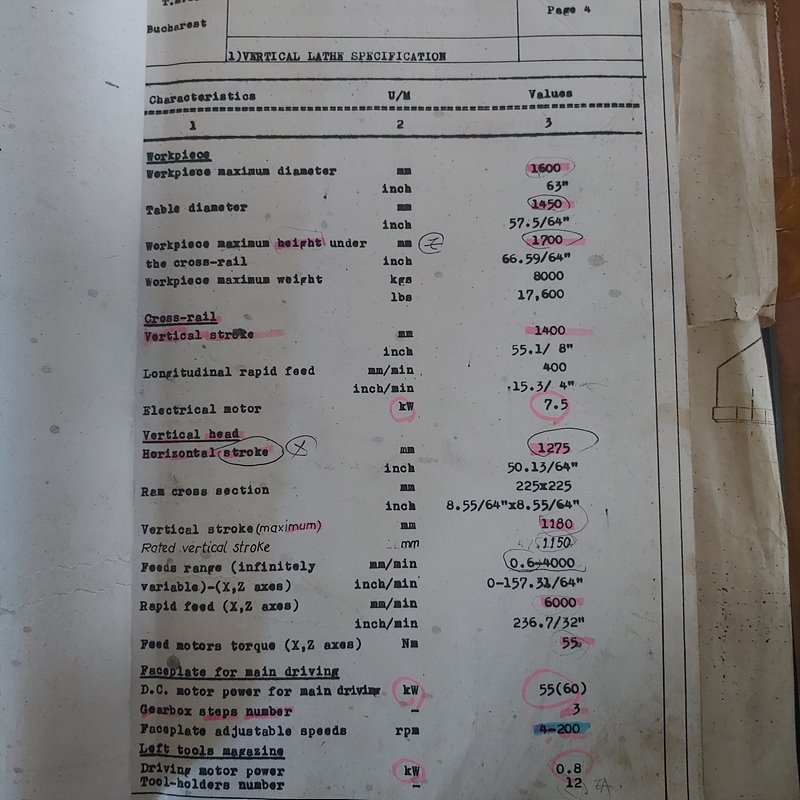 Bucharest
Page 4
1)VERTICAL LATHE SPECIFICATION
Characteristics U/M Values
1 2 3
Workpiece
Workpiece maximum diameter mm 1600
inch 63"
Table diameter mm 1450
inch 57.5/64"
Workpiece maximum height under mm Z 1700
the cross-rail inch 66.59/64"
Workpiece maximum weight kgs 8000
lbs 17,600
Cross-rail
Vertical stroke mm 1400
inch 55.1/ 8"
Longitudinal rapid feed mm/min 400
inch/min 15.3/ 4"
Electrical motor kW 7.5
Vertical head
Horizontal stroke X mm 1275
inch 50.13/64"
Ram cross section mm 225x225
inch 8.55/64"x8.55/64"
Vertical stroke (maximum) mm 1180
Rated vertical stroke mm 1150
Feeds range (infinitely mm/min 0.6-4000
variable)-(X,Z axes) inch/min 0-157.31/64"
Rapid feed (X,Z axes) mm/min 6000
inch/min 236.7/32"
Feed motors torque (X,Z axes) Nm 55
Faceplate for main driving
D.C. motor power for main driving kW 55(60)
Gearbox steps number - 3
Faceplate adjustable speeds rpm 4-200
Left tools magazine
Driving motor power kW 0.8
Tool-holders number - 12